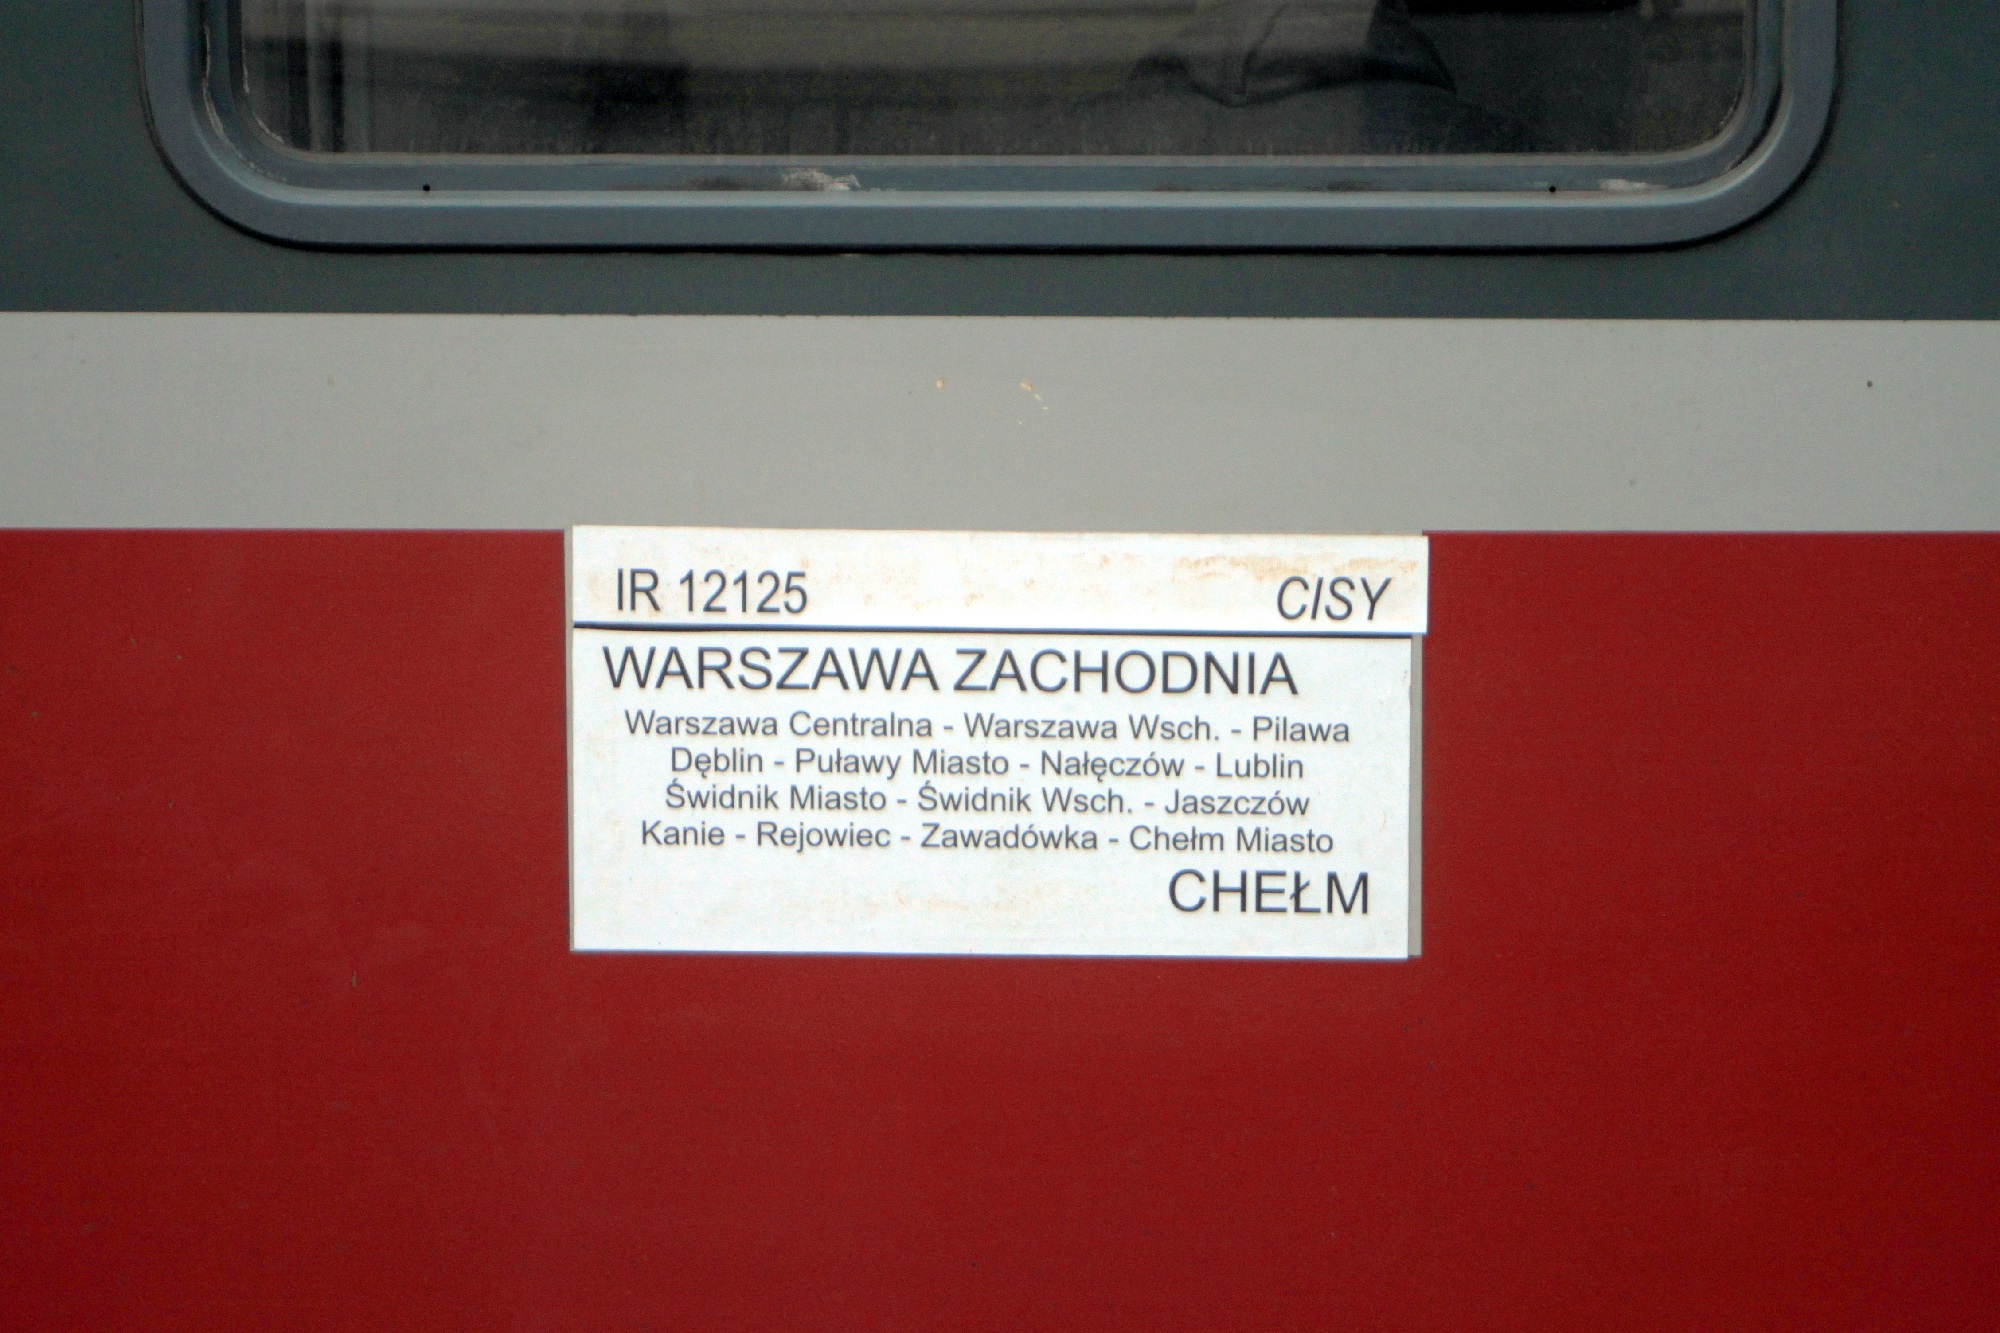 IR 12125 CISY
WARSZAWA ZACHODNIA
Warszawa Centralna - Warszawa Wsch. - Pilawa
Dęblin - Puławy Miasto - Nałęczów - Lublin
Świdnik Miasto - Świdnik Wsch. - Jaszczów
Kanie - Rejowiec - Zawadówka - Chełm Miasto
CHEŁM